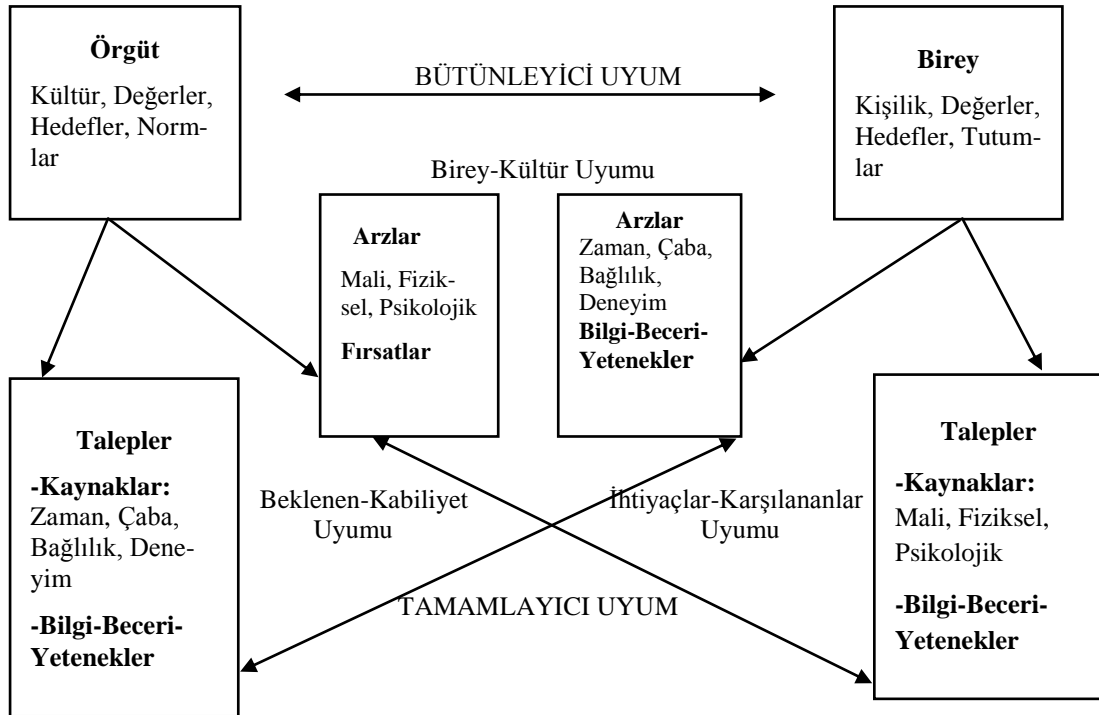 Örgüt
Kültür, Değerler,
Hedefler, Norm-
lar
BÜTÜNLEYİCİ UYUM
Birey
Kişilik, Değerler,
Hedefler, Tutum-
lar
Birey-Kültür Uyumu
Arzlar
Mali, Fizik-
sel, Psikolojik
Fırsatlar
Arzlar
Zaman, Çaba,
Bağlılık,
Deneyim
Bilgi-Beceri-
Yetenekler
Talepler
-Kaynaklar:
Zaman, Çaba,
Bağlılık, Dene-
yim
-Bilgi-Beceri-
Yetenekler
Beklenen-Kabiliyet
Uyumu
İhtiyaçlar-Karşılananlar
Uyumu
TAMAMLAYICI UYUM
Talepler
-Kaynaklar:
Mali, Fiziksel,
Psikolojik
-Bilgi-Beceri-
Yetenekler